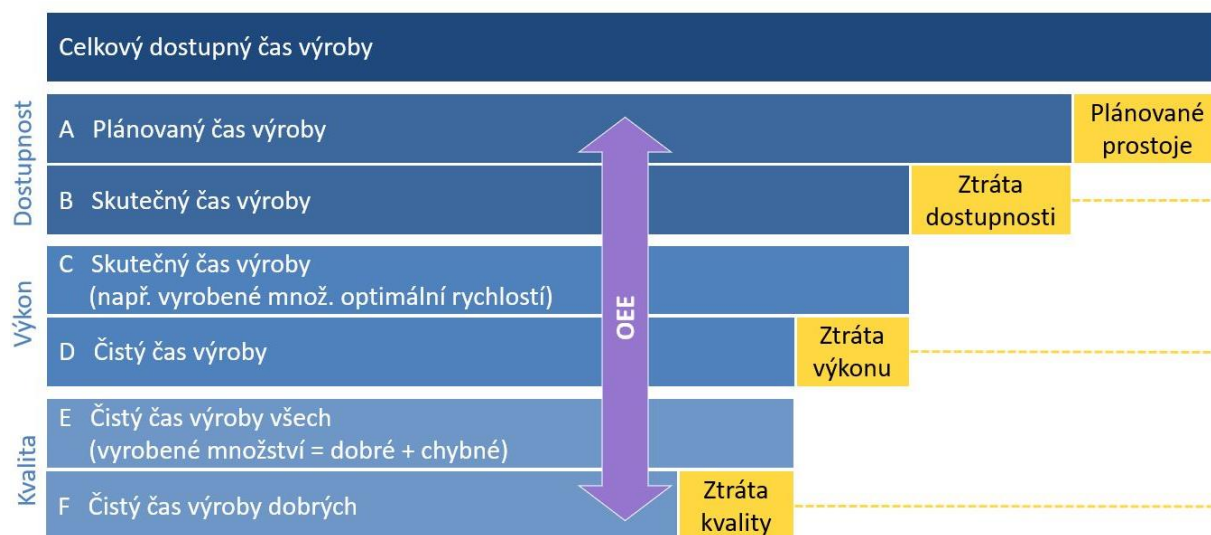 Celkový dostupný čas výroby
Dostupnost
A Plánovaný čas výroby
Plánované
prostoje
B Skutečný čas výroby
Ztráta
dostupnosti
Výkon
C Skutečný čas výroby
(např. vyrobené množ. optimální rychlostí)
OEE
D Čistý čas výroby
Ztráta
výkonu
Kvalita
E Čistý čas výroby všech
(vyrobené množství = dobré + chybné)
F Čistý čas výroby dobrých
Ztráta
kvality